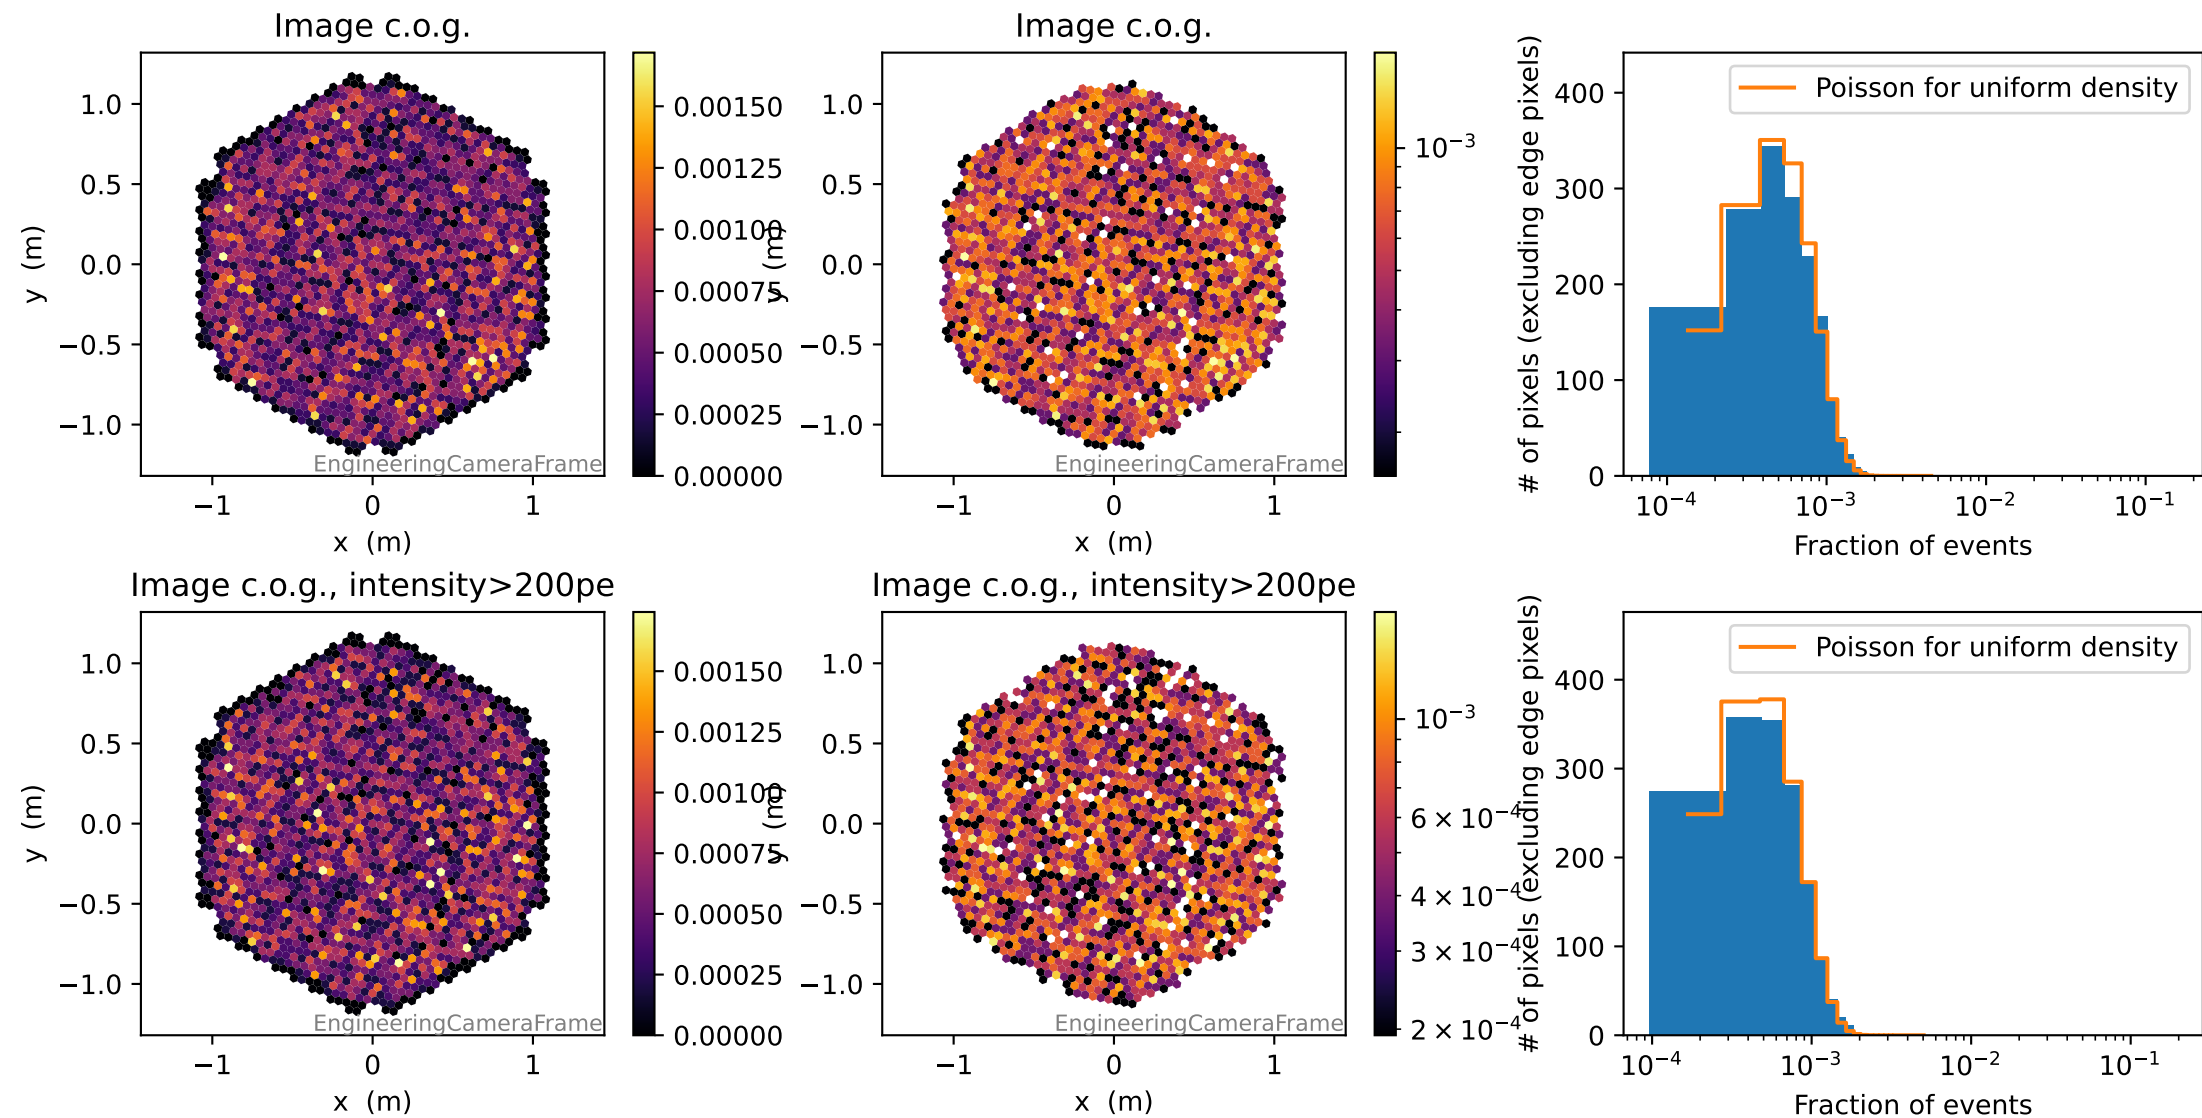 Image c.o.g.
1.0
0.5
0.0
−0.5
−1.0
y (m)
−1
0
1
x (m)
EngineeringCameraFrame
0.00150
0.00125
0.00100
0.00075
0.00050
0.00025
0.00000
Image c.o.g.
1.0
0.5
0.0
−0.5
−1.0
y (m)
−1
0
1
x (m)
EngineeringCameraFrame
10⁻³
# of pixels (excluding edge pixels)
400
300
200
100
0
Poisson for uniform density
10⁻⁴
10⁻³
10⁻²
10⁻¹
Fraction of events
Image c.o.g., intensity>200pe
1.0
0.5
0.0
−0.5
−1.0
y (m)
−1
0
1
x (m)
EngineeringCameraFrame
0.00150
0.00125
0.00100
0.00075
0.00050
0.00025
0.00000
Image c.o.g., intensity>200pe
1.0
0.5
0.0
−0.5
−1.0
y (m)
−1
0
1
x (m)
EngineeringCameraFrame
10⁻³
6 × 10⁻⁴
4 × 10⁻⁴
3 × 10⁻⁴
2 × 10⁻⁴
# of pixels (excluding edge pixels)
400
300
200
100
0
Poisson for uniform density
10⁻⁴
10⁻³
10⁻²
10⁻¹
Fraction of events